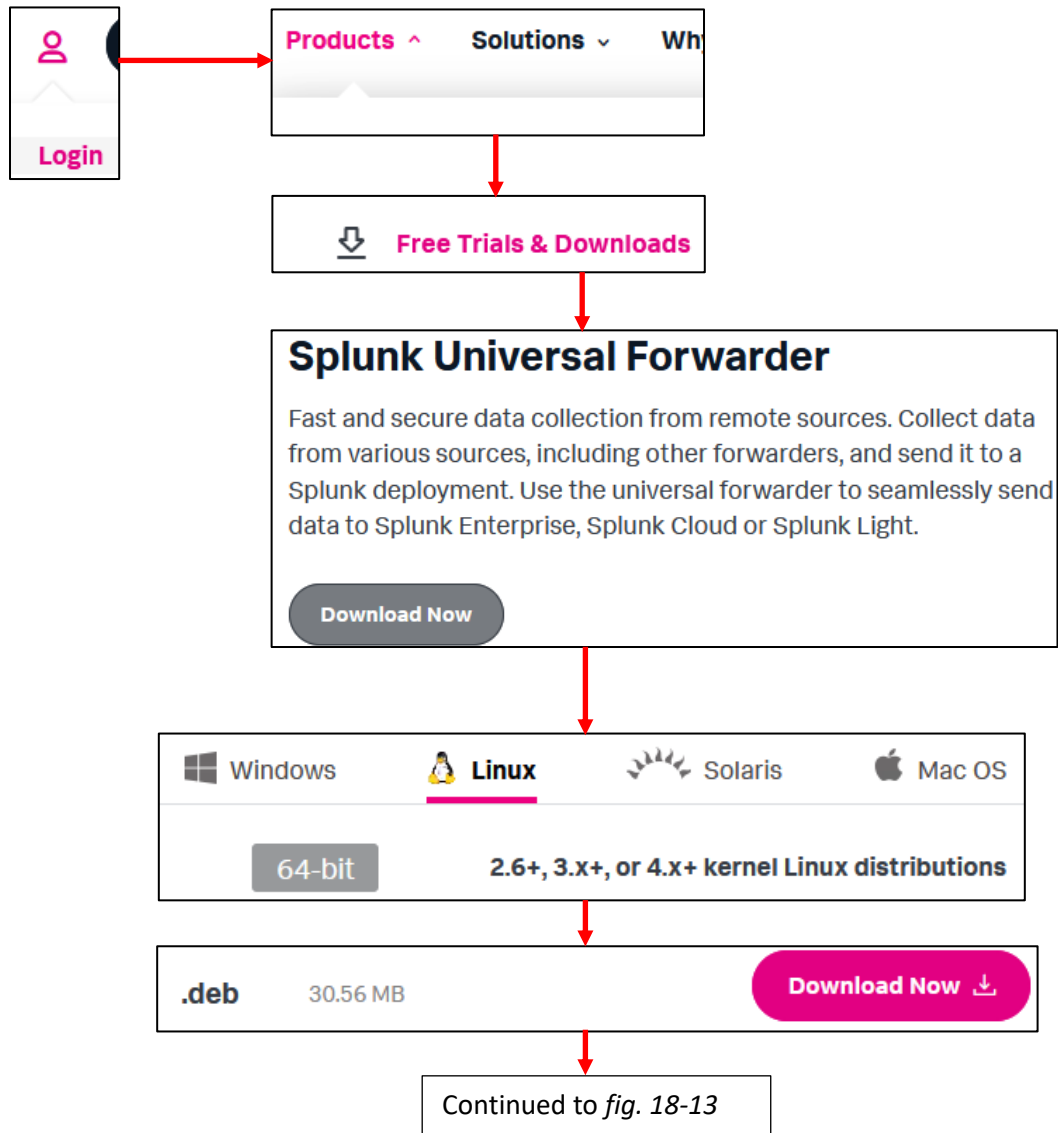 Login
Products Solutions
Free Trials & Downloads
Splunk Universal Forwarder
Fast and secure data collection from remote sources. Collect data
from various sources, including other forwarders, and send it to a
Splunk deployment. Use the universal forwarder to seamlessly send
data to Splunk Enterprise, Splunk Cloud or Splunk Light.
Download Now
Windows Linux Solaris Mac OS
64-bit 2.6+, 3.x+, or 4.x+ kernel Linux distributions
.deb 30.56 MB Download Now
Continued to fig. 18-13